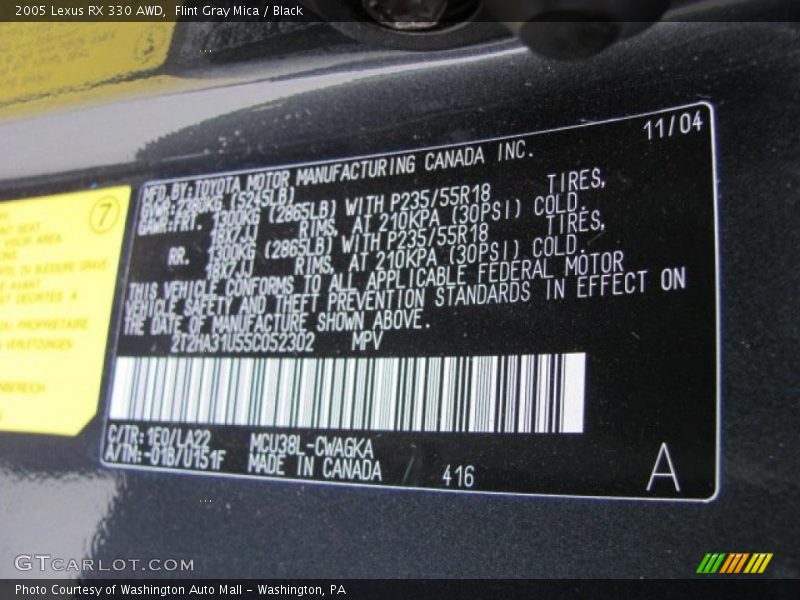 2005 Lexus RX 330 AWD, Flint Gray Mica / Black
7
11/04
MFD BY:TOYOTA MOTOR MANUFACTURING CANADA INC.
GVWR:2380KG (5245LB)
GAWR:FRT. 1300KG (2865LB) WITH P235/55R18 TIRES,
18X7JJ RIMS, AT 210KPA (30PSI) COLD.
RR. 1300KG (2865LB) WITH P235/55R18 TIRES,
18X7JJ RIMS, AT 210KPA (30PSI) COLD.
THIS VEHICLE CONFORMS TO ALL APPLICABLE FEDERAL MOTOR
VEHICLE SAFETY AND THEFT PREVENTION STANDARDS IN EFFECT ON
THE DATE OF MANUFACTURE SHOWN ABOVE.
2T2HA31U55C052302 MPV
C/TR:1E0/LA22 MCU38L-CWAGKA
A/TM:-01B/U151F MADE IN CANADA 416
A
GTCARLOT.COM
Photo Courtesy of Washington Auto Mall - Washington, PA